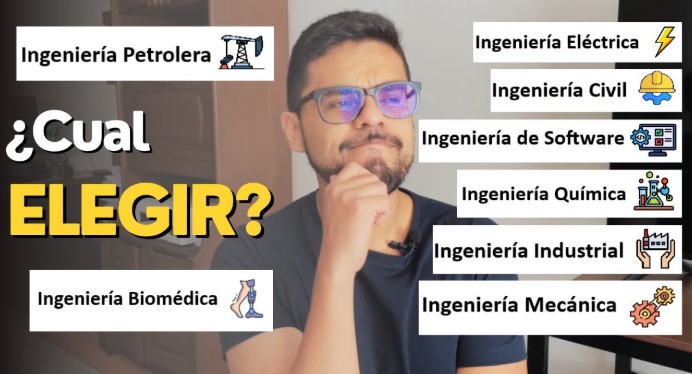 Ingeniería Petrolera
¿Cual
ELEGIR?
Ingeniería Biomédica
Ingeniería Eléctrica
Ingeniería Civil
Ingeniería de Software
Ingeniería Química
Ingeniería Industrial
Ingeniería Mecánica